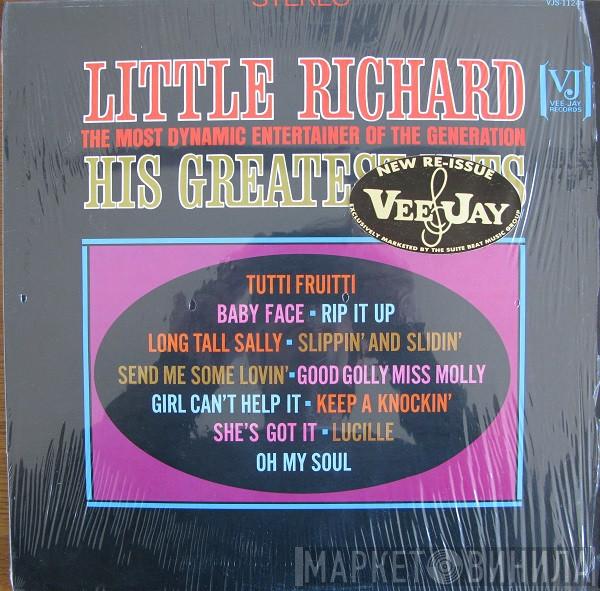 STEREO
VJS-1124
LITTLE RICHARD
VJ
VEE-JAY
RECORDS
THE MOST DYNAMIC ENTERTAINER OF THE GENERATION
HIS GREATES TS
NEW RE-ISSUE
VEE JAY
EXCLUSIVELY MARKETED BY THE SUITE BEAT MUSIC GROUP
TUTTI FRUITTI
BABY FACE ▪ RIP IT UP
LONG TALL SALLY ▪ SLIPPIN' AND SLIDIN'
SEND ME SOME LOVIN' ▪ GOOD GOLLY MISS MOLLY
GIRL CAN'T HELP IT ▪ KEEP A KNOCKIN'
SHE'S GOT IT ▪ LUCILLE
OH MY SOUL
МАРКЕТ ВИНИЛА